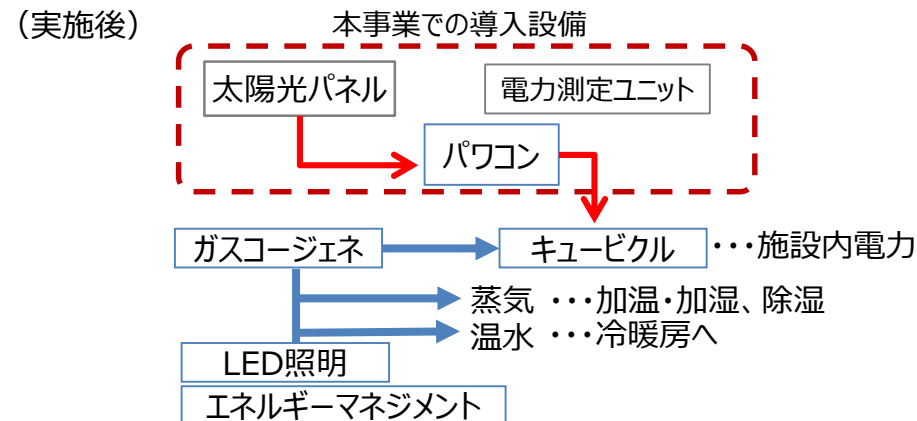 （実施後）
本事業での導入設備
太陽光パネル
電力測定ユニット
パワコン
ガスコージェネ
キュービクル
・・・施設内電力
蒸気 ・・・加温・加湿、除湿
温水 ・・・冷暖房へ
LED照明
エネルギーマネジメント